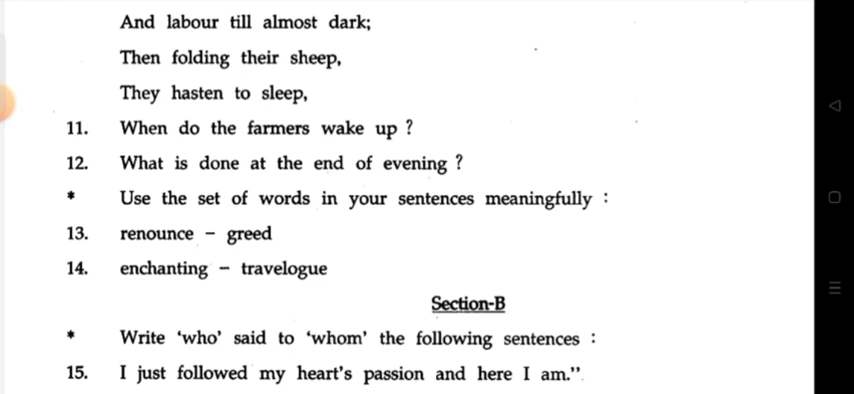 And labour till almost dark;
Then folding their sheep,
They hasten to sleep,
11. When do the farmers wake up ?
12. What is done at the end of evening ?
* Use the set of words in your sentences meaningfully :
13. renounce – greed
14. enchanting – travelogue
Section-B
* Write ‘who’ said to ‘whom’ the following sentences :
15. I just followed my heart's passion and here I am.”